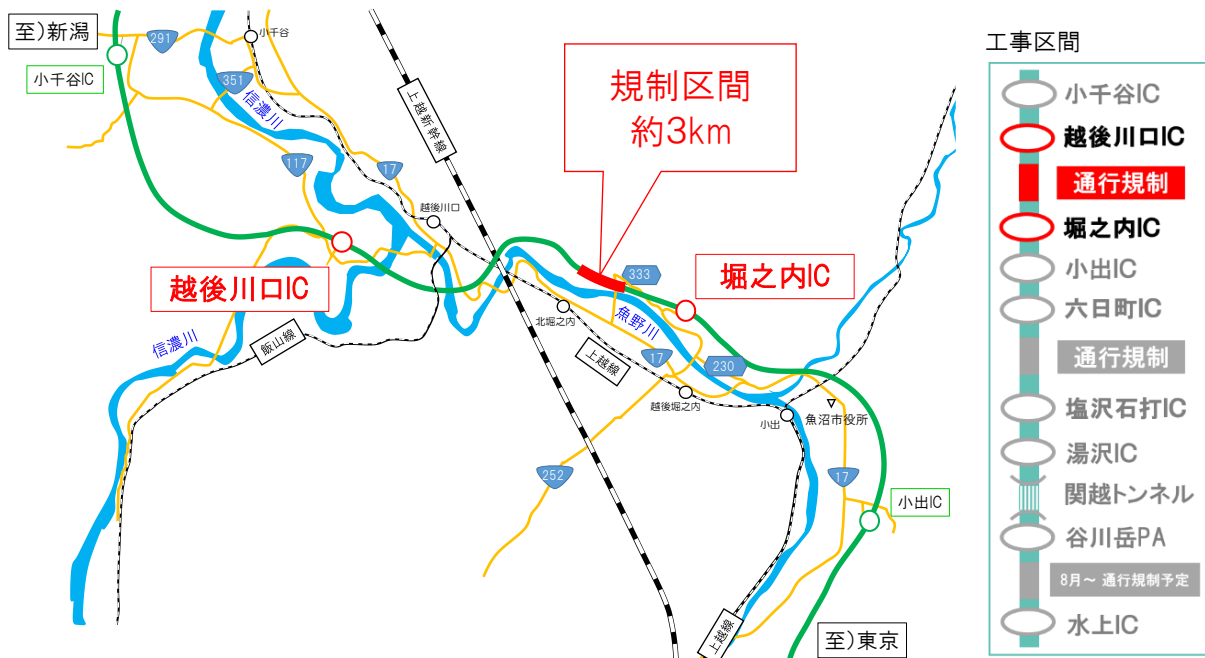 至)新潟
291
小千谷
小千谷IC
351
信濃川
上越新幹線
117
17
規制区間
約3km
越後川口
越後川口IC
333
堀之内IC
信濃川
飯山線
北堀之内
魚野川
上越線
17
230
越後堀之内
小出
魚沼市役所
252
17
小出IC
上越線
至)東京
工事区間
小千谷IC
越後川口IC
通行規制
堀之内IC
小出IC
六日町IC
通行規制
塩沢石打IC
湯沢IC
関越トンネル
谷川岳PA
8月~ 通行規制予定
水上IC